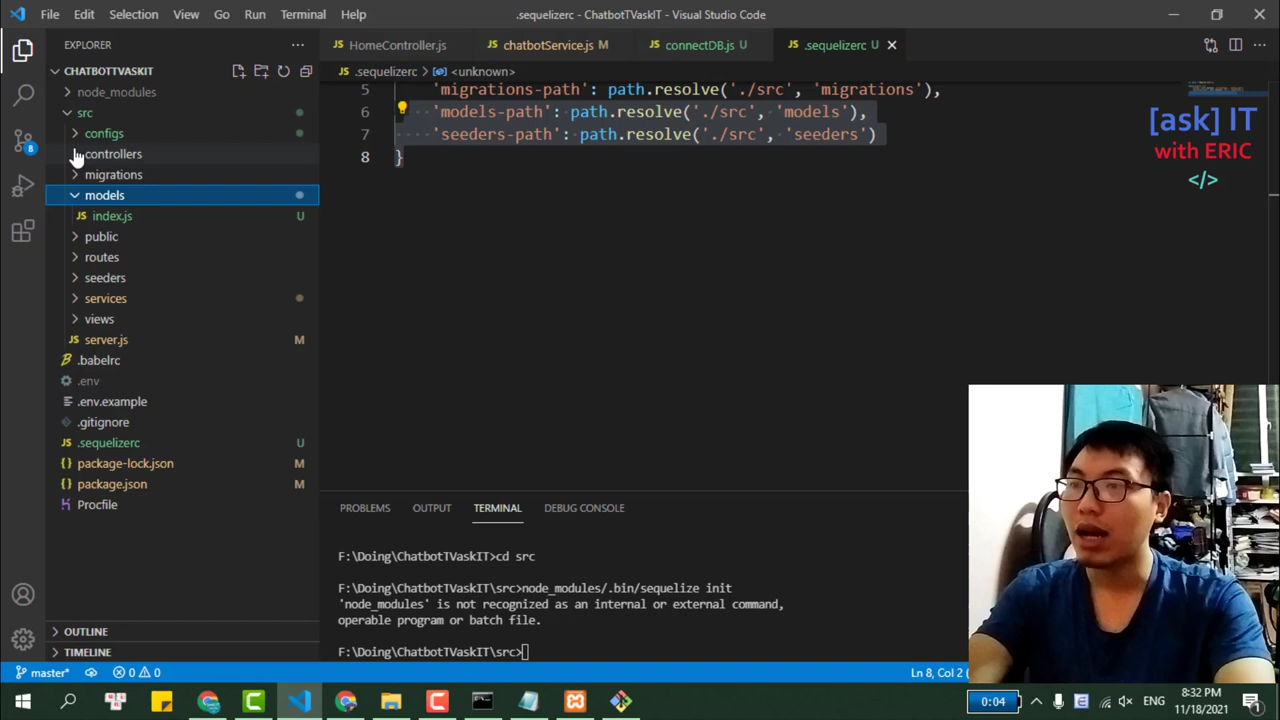 File Edit Selection View Go Run Terminal Help
.sequelizerc - ChatbotTVaskIT - Visual Studio Code
EXPLORER
HomeController.js
chatbotService.js M
connectDB.js U
.sequelizerc U
CHATBOTTVASKIT
.sequelizerc > <unknown>
node_modules
src
configs
controllers
migrations
models
index.js U
public
routes
seeders
services
views
server.js M
.babelrc
.env
.env.example
.gitignore
.sequelizerc U
package-lock.json M
package.json M
Procfile
OUTLINE
TIMELINE
8
5 'migrations-path': path.resolve('./src', 'migrations'),
6 'models-path': path.resolve('./src', 'models'),
7 'seeders-path': path.resolve('./src', 'seeders')
8 }
[ask] IT
with ERIC
</>
PROBLEMS OUTPUT TERMINAL DEBUG CONSOLE
F:\Doing\ChatbotTVaskIT>cd src
F:\Doing\ChatbotTVaskIT\src>node_modules/.bin/sequelize init
'node_modules' is not recognized as an internal or external command,
operable program or batch file.
F:\Doing\ChatbotTVaskIT\src>
master* 0 0
Ln 8, Col 2
0:04
ENG
8:32 PM
11/18/2021
1